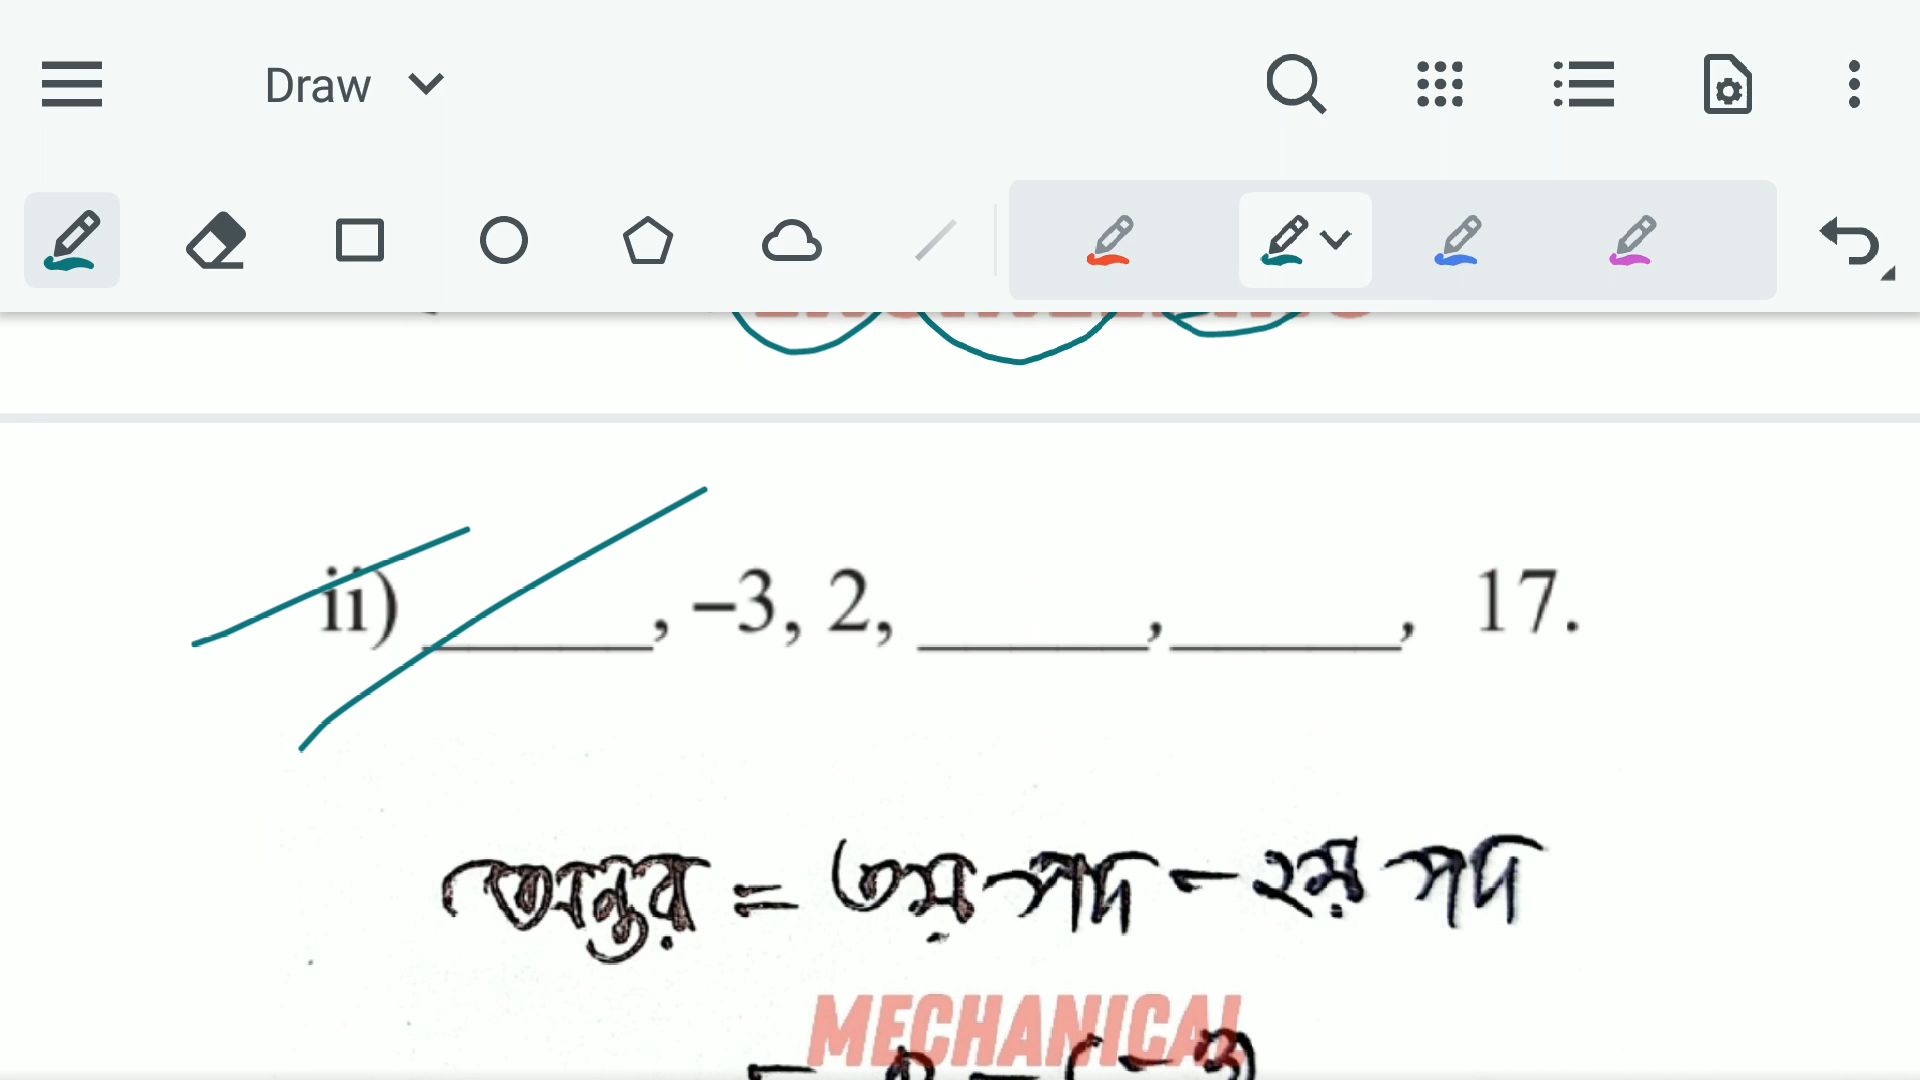 Draw
ii) ______, –3, 2, ______, ______, 17.
অন্তর = ৩য় পদ – ২য় পদ
MECHANICAL